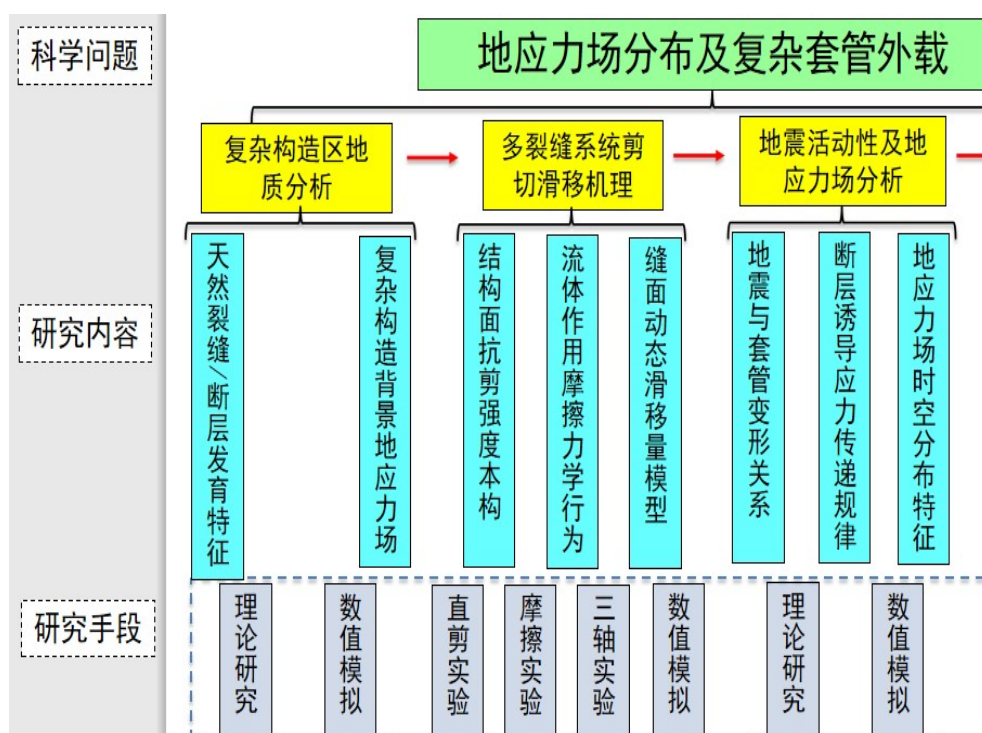 科学问题
地应力场分布及复杂套管外载
复杂构造区地
质分析
多裂缝系统剪
切滑移机理
地震活动性及地
应力场分析
研究内容
天然裂缝/断层发育特征
复杂构造背景地应力场
结构面抗剪强度本构
流体作用摩擦力学行为
缝面动态滑移量模型
地震与套管变形关系
断层诱导应力传递规律
地应力场时空分布特征
研究手段
理论研究
数值模拟
直剪实验
摩擦实验
三轴实验
数值模拟
理论研究
数值模拟